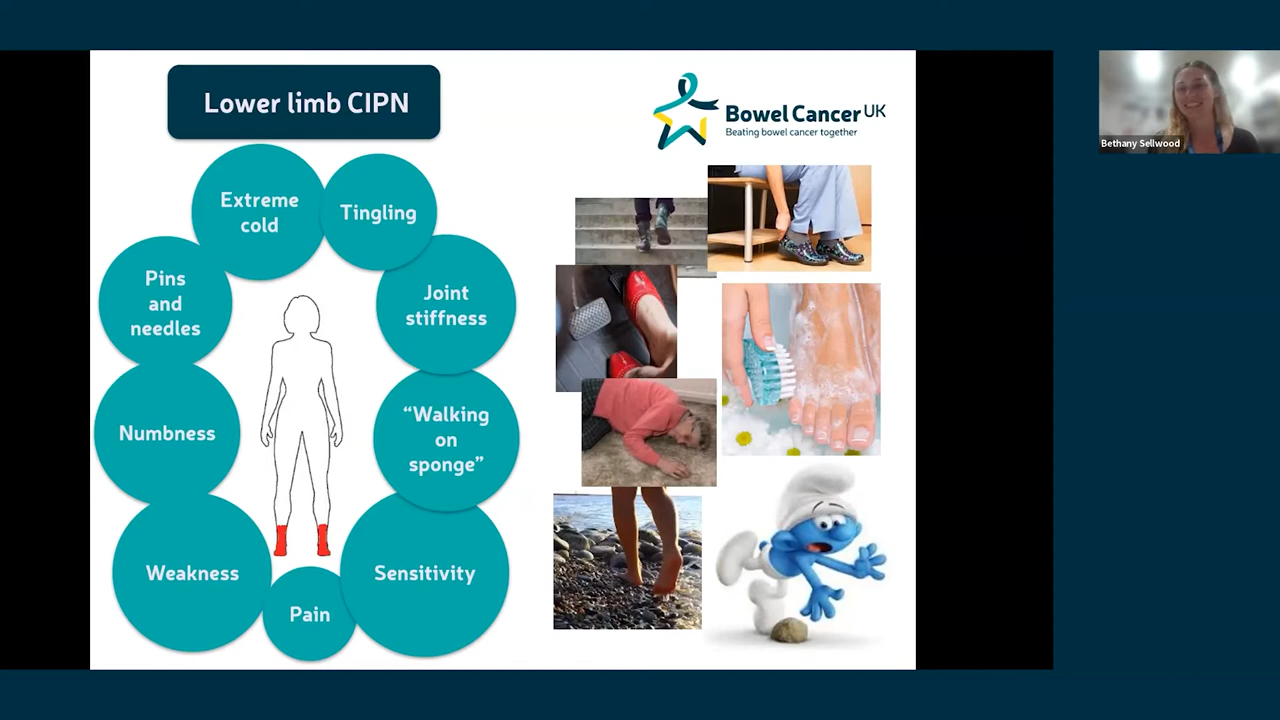 Lower limb CIPN
Bowel Cancer UK
Beating bowel cancer together
Bethany Sellwood
Extreme
cold
Tingling
Pins
and
needles
Joint
stiffness
Numbness
“Walking
on
sponge”
Weakness
Sensitivity
Pain